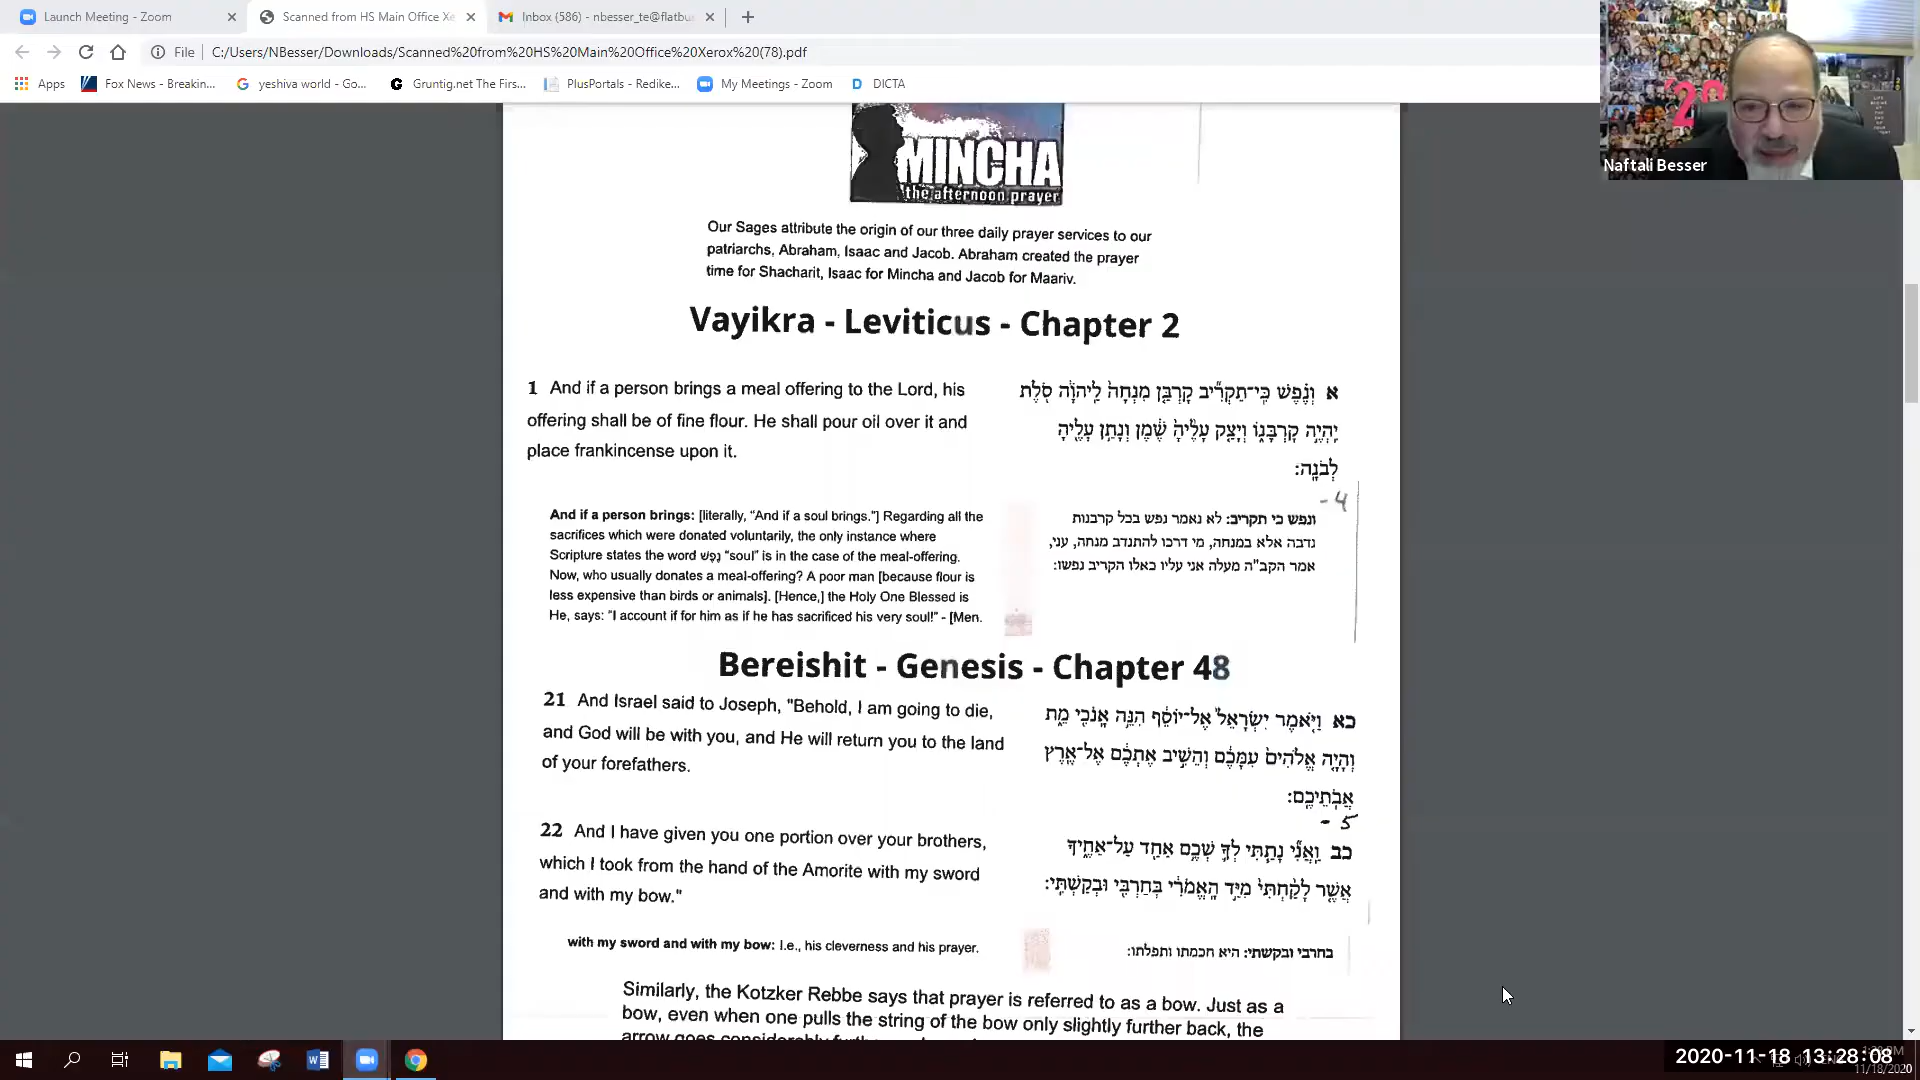 Launch Meeting - Zoom
Scanned from HS Main Office Xe
Inbox (586) - nbesser_te@flatbu
File
C:/Users/NBesser/Downloads/Scanned%20from%20HS%20Main%20Office%20Xerox%20(78).pdf
Apps
Fox News - Breakin...
yeshiva world - Go...
Gruntig.net The Firs...
PlusPortals - Redike...
My Meetings - Zoom
DICTA
'20
Naftali Besser
MINCHA
the afternoon prayer
Our Sages attribute the origin of our three daily prayer services to our
patriarchs, Abraham, Isaac and Jacob. Abraham created the prayer
time for Shacharit, Isaac for Mincha and Jacob for Maariv.
Vayikra - Leviticus - Chapter 2
1 And if a person brings a meal offering to the Lord, his
offering shall be of fine flour. He shall pour oil over it and
place frankincense upon it.
א וְנֶ֗פֶשׁ כִּֽי־תַקְרִ֞יב קָרְבַּ֤ן מִנְחָה֙ לַֽיהוָ֔ה סֹ֖לֶת
יִֽהְיֶ֣ה קָרְבָּנ֑וֹ וְיָצַ֤ק עָלֶ֙יהָ֙ שֶׁ֔מֶן וְנָתַ֥ן עָלֶ֖יהָ
לְבֹנָֽה׃
- 4
And if a person brings: [literally, “And if a soul brings.”] Regarding all the
sacrifices which were donated voluntarily, the only instance where
Scripture states the word נֶפֶשׁ “soul” is in the case of the meal-offering.
Now, who usually donates a meal-offering? A poor man [because flour is
less expensive than birds or animals]. [Hence,] the Holy One Blessed is
He, says: “I account if for him as if he has sacrificed his very soul!” - [Men.
ונפש כי תקריב: לא נאמר נפש בכל קרבנות
נדבה אלא במנחה, מי דרכו להתנדב מנחה, עני,
אמר הקב"ה מעלה אני עליו כאלו הקריב נפשו:
Bereishit - Genesis - Chapter 48
21 And Israel said to Joseph, "Behold, I am going to die,
and God will be with you, and He will return you to the land
of your forefathers.
כא וַיֹּ֤אמֶר יִשְׂרָאֵל֙ אֶל־יוֹסֵ֔ף הִנֵּ֥ה אָנֹכִ֖י מֵ֑ת
וְהָיָ֤ה אֱלֹהִים֙ עִמָּכֶ֔ם וְהֵשִׁ֣יב אֶתְכֶ֔ם אֶל־אֶ֖רֶץ
אֲבֹתֵיכֶֽם׃
- 5
22 And I have given you one portion over your brothers,
which I took from the hand of the Amorite with my sword
and with my bow."
כב וַאֲנִ֞י נָתַ֧תִּֽי לְךָ֛ שְׁכֶ֥ם אַחַ֖ד עַל־אַחֶ֑יךָ
אֲשֶׁ֤ר לָקַ֙חְתִּי֙ מִיַּ֣ד הָֽאֱמֹרִ֔י בְּחַרְבִּ֖י וּבְקַשְׁתִּֽי׃
with my sword and with my bow: I.e., his cleverness and his prayer.
בחרבי ובקשתי: היא חכמתו ותפלתו:
Similarly, the Kotzker Rebbe says that prayer is referred to as a bow. Just as a
bow, even when one pulls the string of the bow only slightly further back, the
arrow goes considerably
2020-11-18 13:28:08
11/18/2020